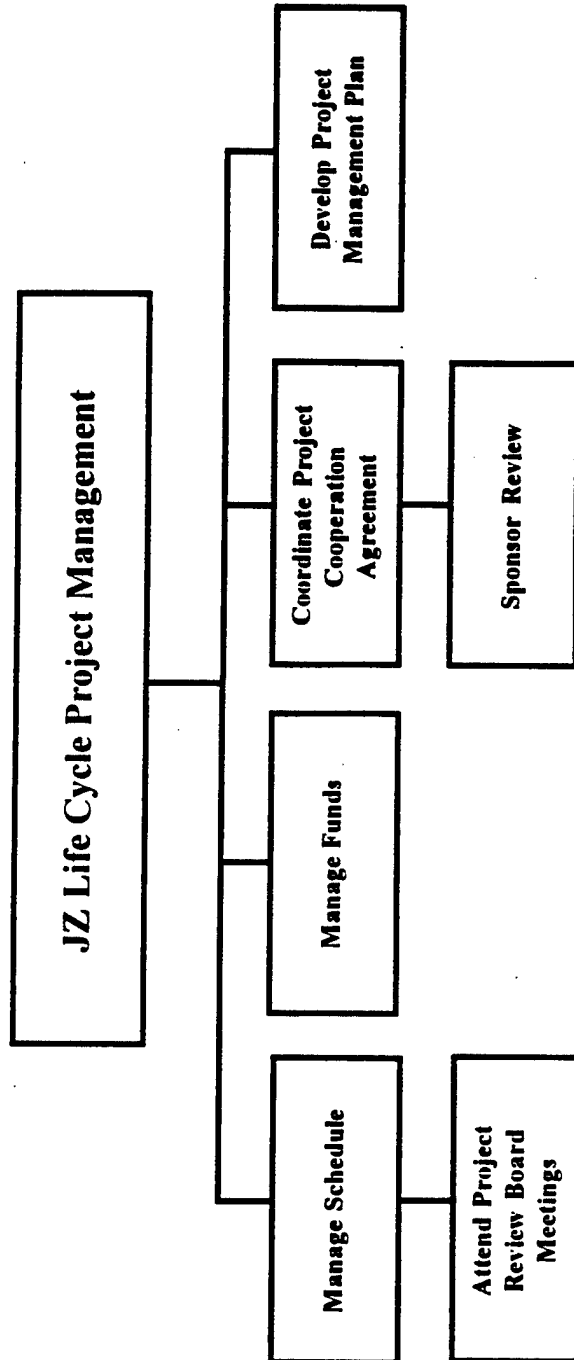 JZ Life Cycle Project Management
Manage Schedule
Manage Funds
Coordinate Project
Cooperation
Agreement
Develop Project
Management Plan
Attend Project
Review Board
Meetings
Sponsor Review